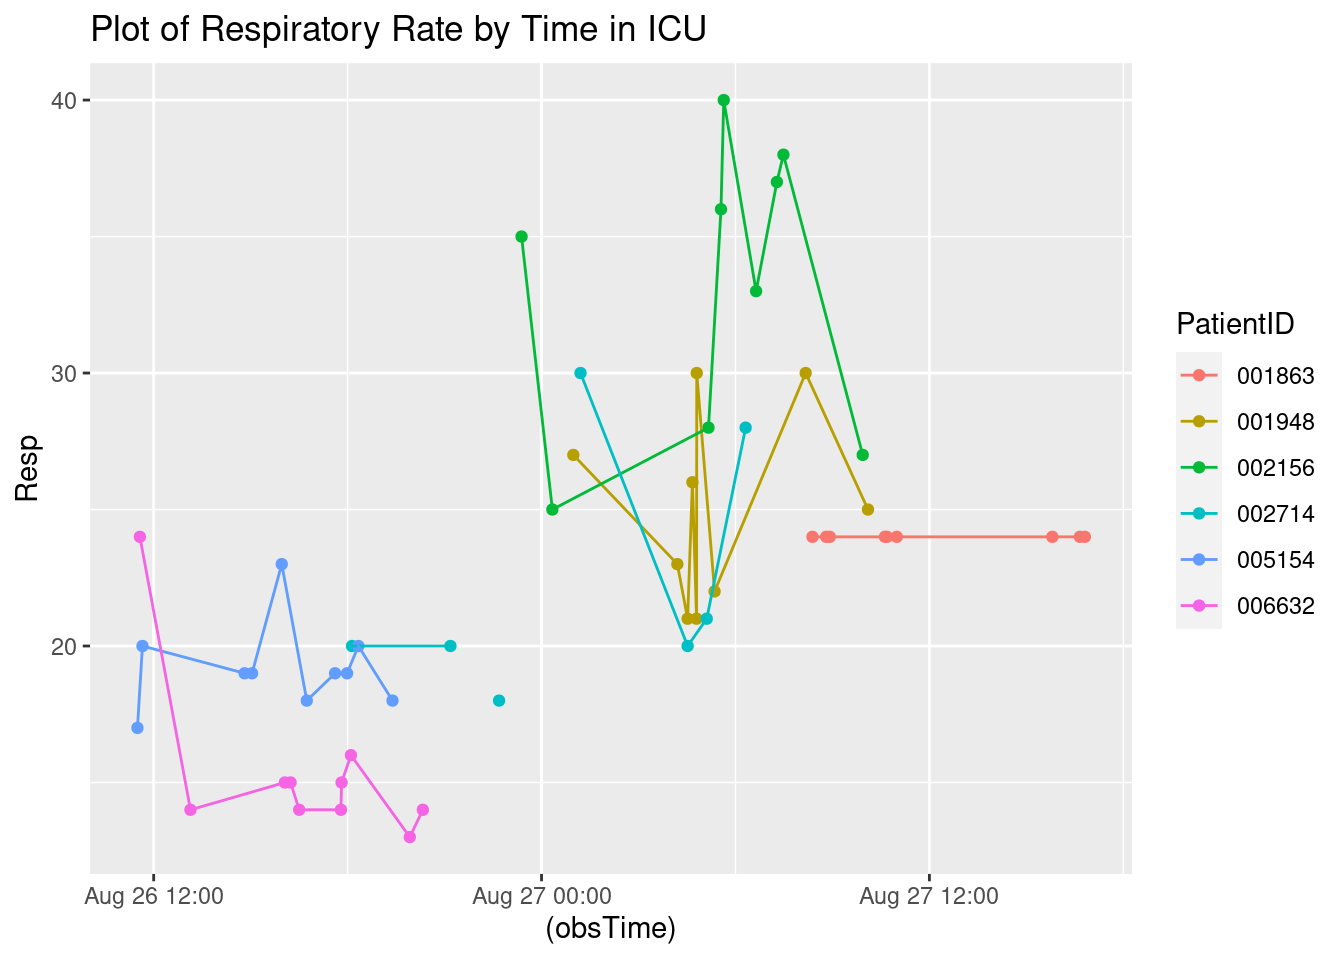 Plot of Respiratory Rate by Time in ICU
40
30
20
Resp
Aug 26 12:00
Aug 27 00:00
Aug 27 12:00
(obsTime)
PatientID
001863
001948
002156
002714
005154
006632